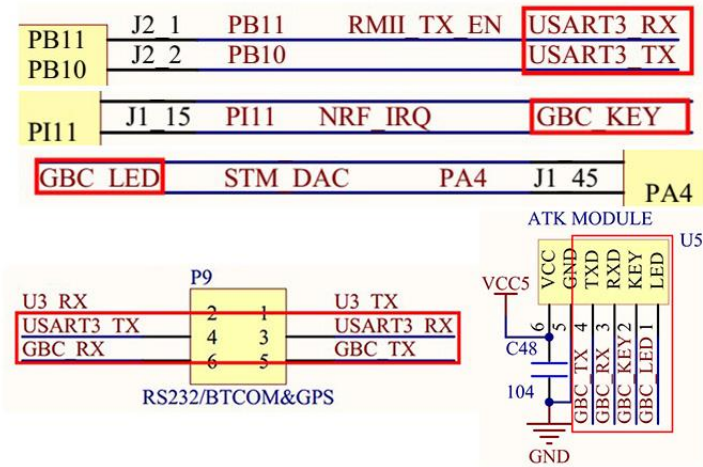 PB11 J2_1 PB11 RMII_TX_EN USART3_RX
PB10 J2_2 PB10 USART3_TX
PI11 J1_15 PI11 NRF_IRQ GBC_KEY
GBC_LED STM_DAC PA4 J1_45 PA4
ATK MODULE
U5
VCC GND TXD RXD KEY LED
VCC5
6 5 4 3 2 1
GBC_TX GBC_RX GBC_KEY GBC_LED
C48
104
GND
P9
U3_RX 2 1 U3_TX
USART3_TX 4 3 USART3_RX
GBC_RX 6 5 GBC_TX
RS232/BTCOM&GPS